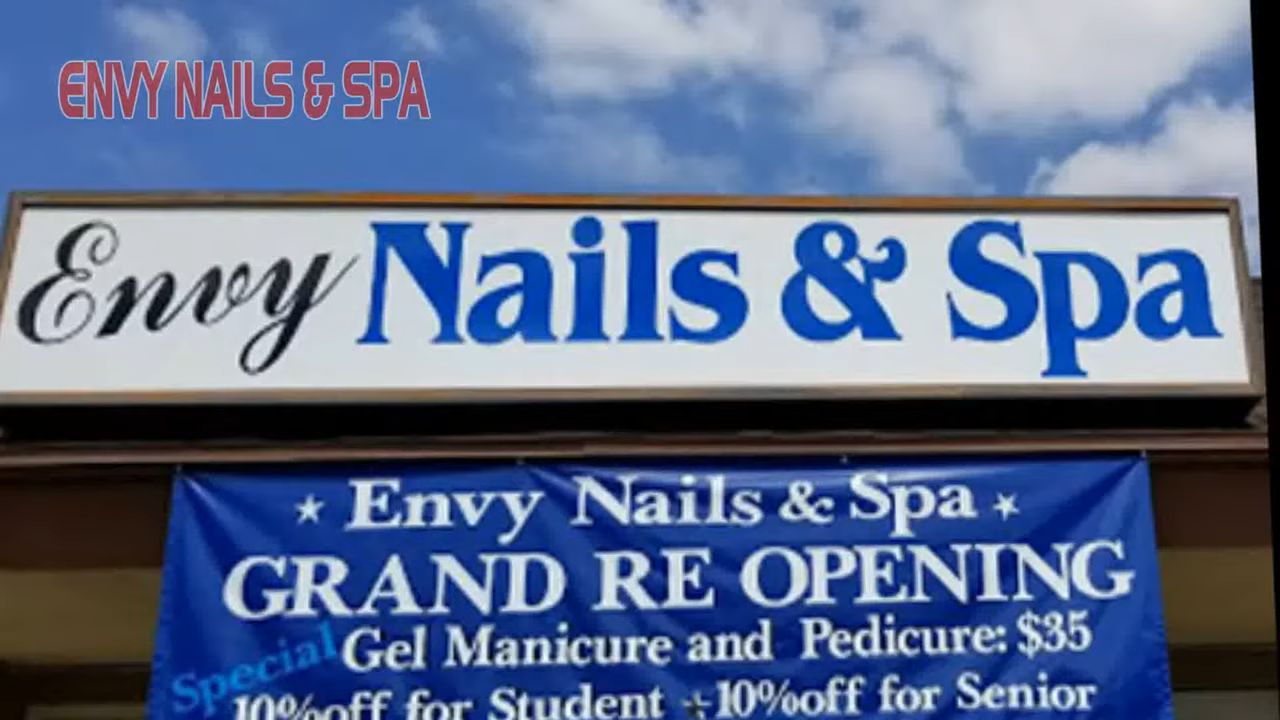 ENVY NAILS & SPA
Envy Nails & Spa
Envy Nails & Spa
GRAND RE OPENING
Special Gel Manicure and Pedicure: $35
10%off for Student 10%off for Senior